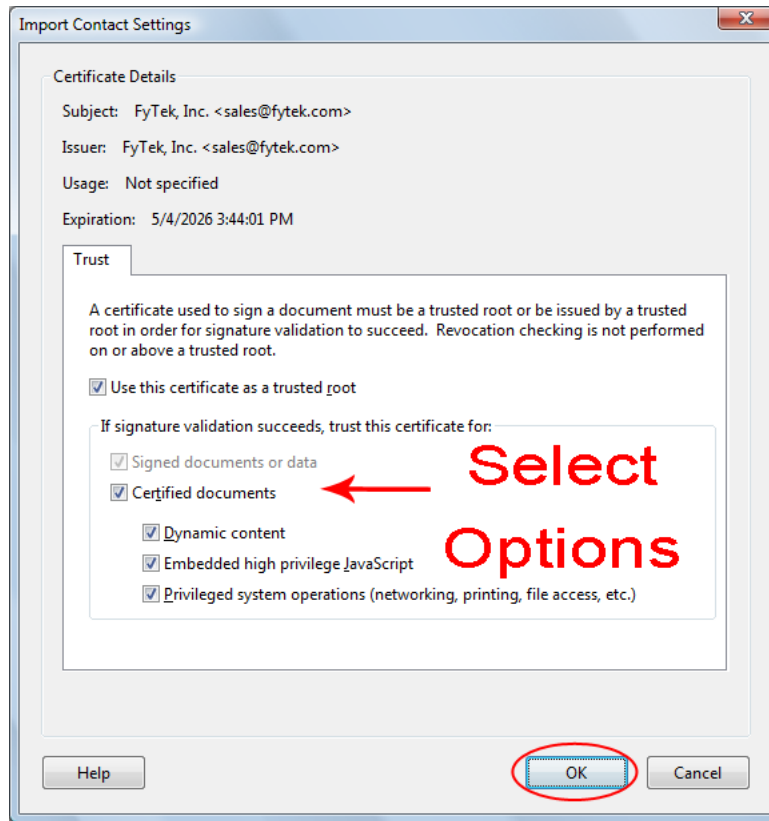 Import Contact Settings
X
Certificate Details
Subject: FyTek, Inc. <sales@fytek.com>
Issuer: FyTek, Inc. <sales@fytek.com>
Usage: Not specified
Expiration: 5/4/2026 3:44:01 PM
Trust
A certificate used to sign a document must be a trusted root or be issued by a trusted
root in order for signature validation to succeed. Revocation checking is not performed
on or above a trusted root.
Use this certificate as a trusted root
If signature validation succeeds, trust this certificate for:
Signed documents or data
Certified documents
Select
Options
Dynamic content
Embedded high privilege JavaScript
Privileged system operations (networking, printing, file access, etc.)
Help
OK
Cancel